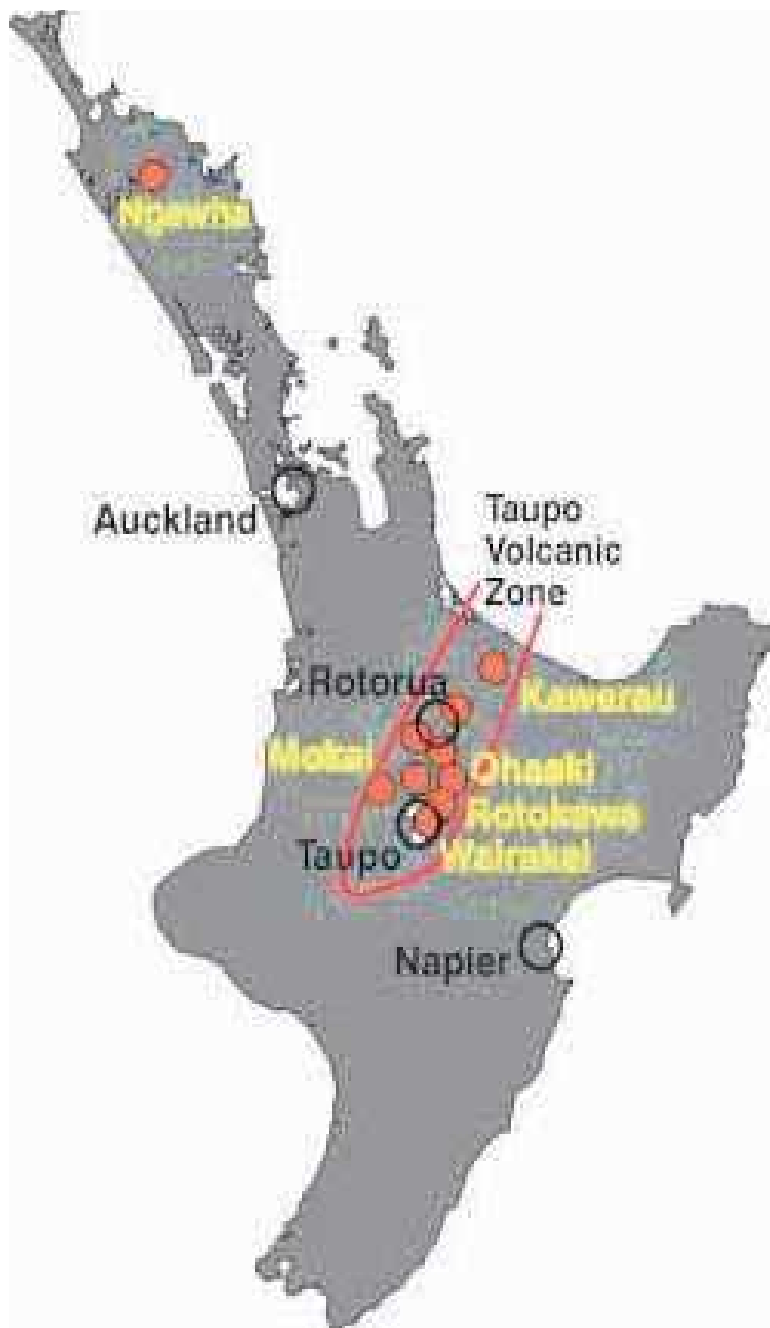 Ngawha
Auckland
Taupo
Volcanic
Zone
Rotorua
Kawerau
Mokai
Ohaaki
Rotokawa
Taupo
Wairakei
Napier